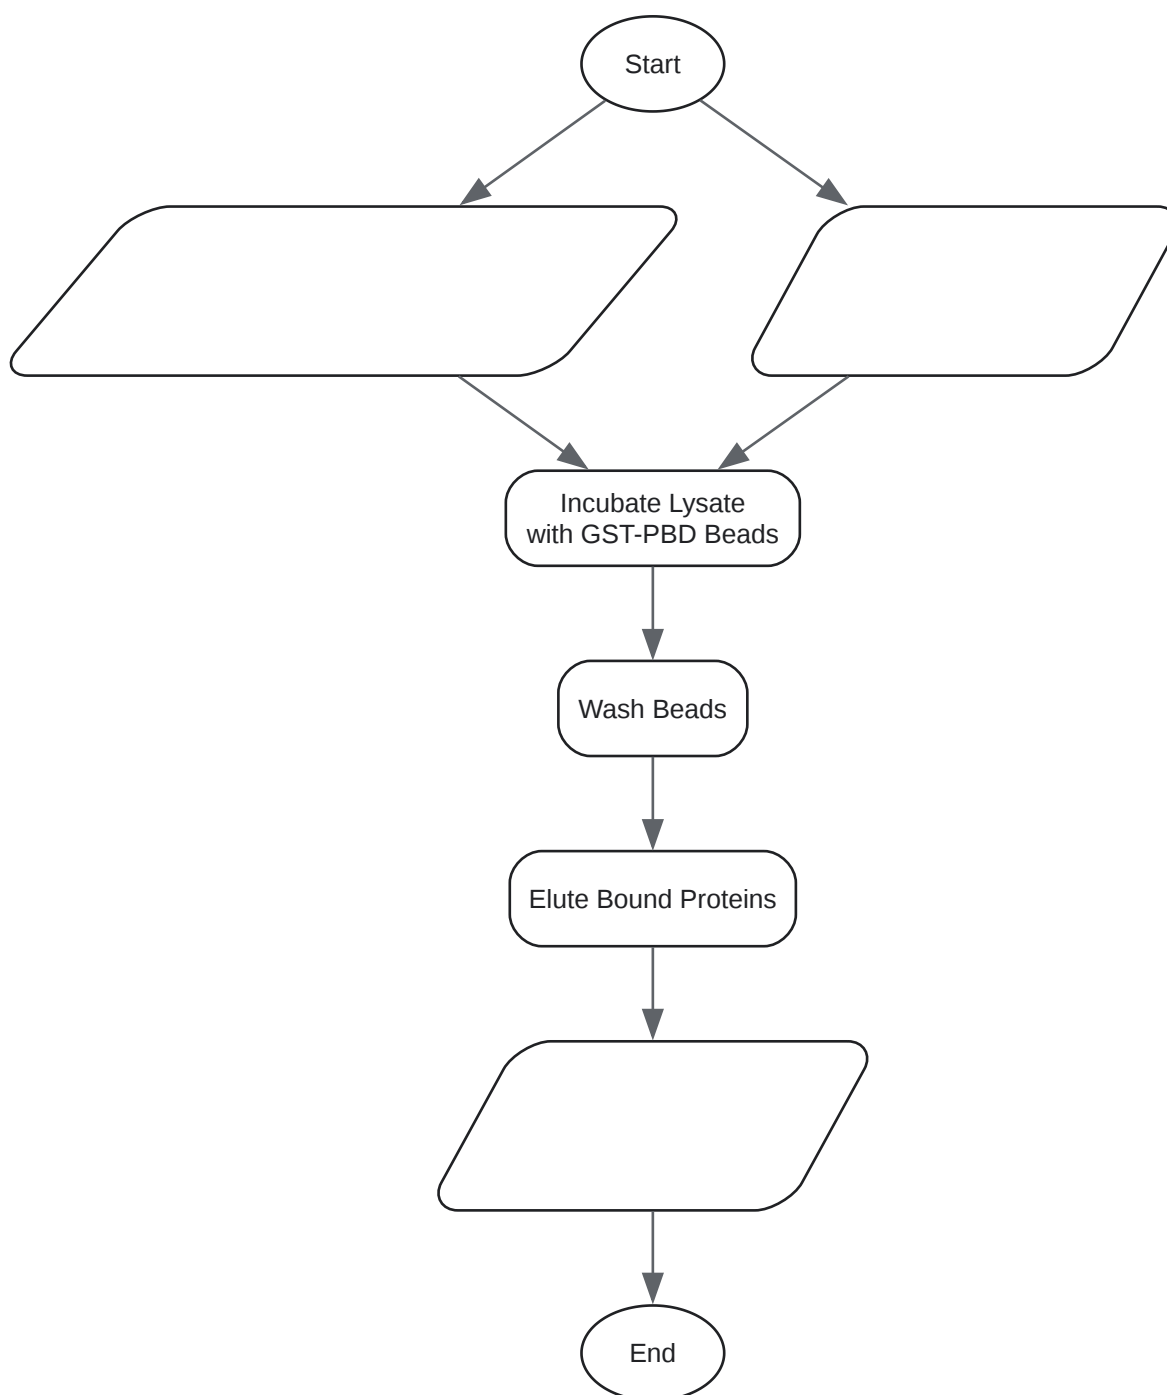 Start
Incubate Lysate
with GST-PBD Beads
Wash Beads
Elute Bound Proteins
End